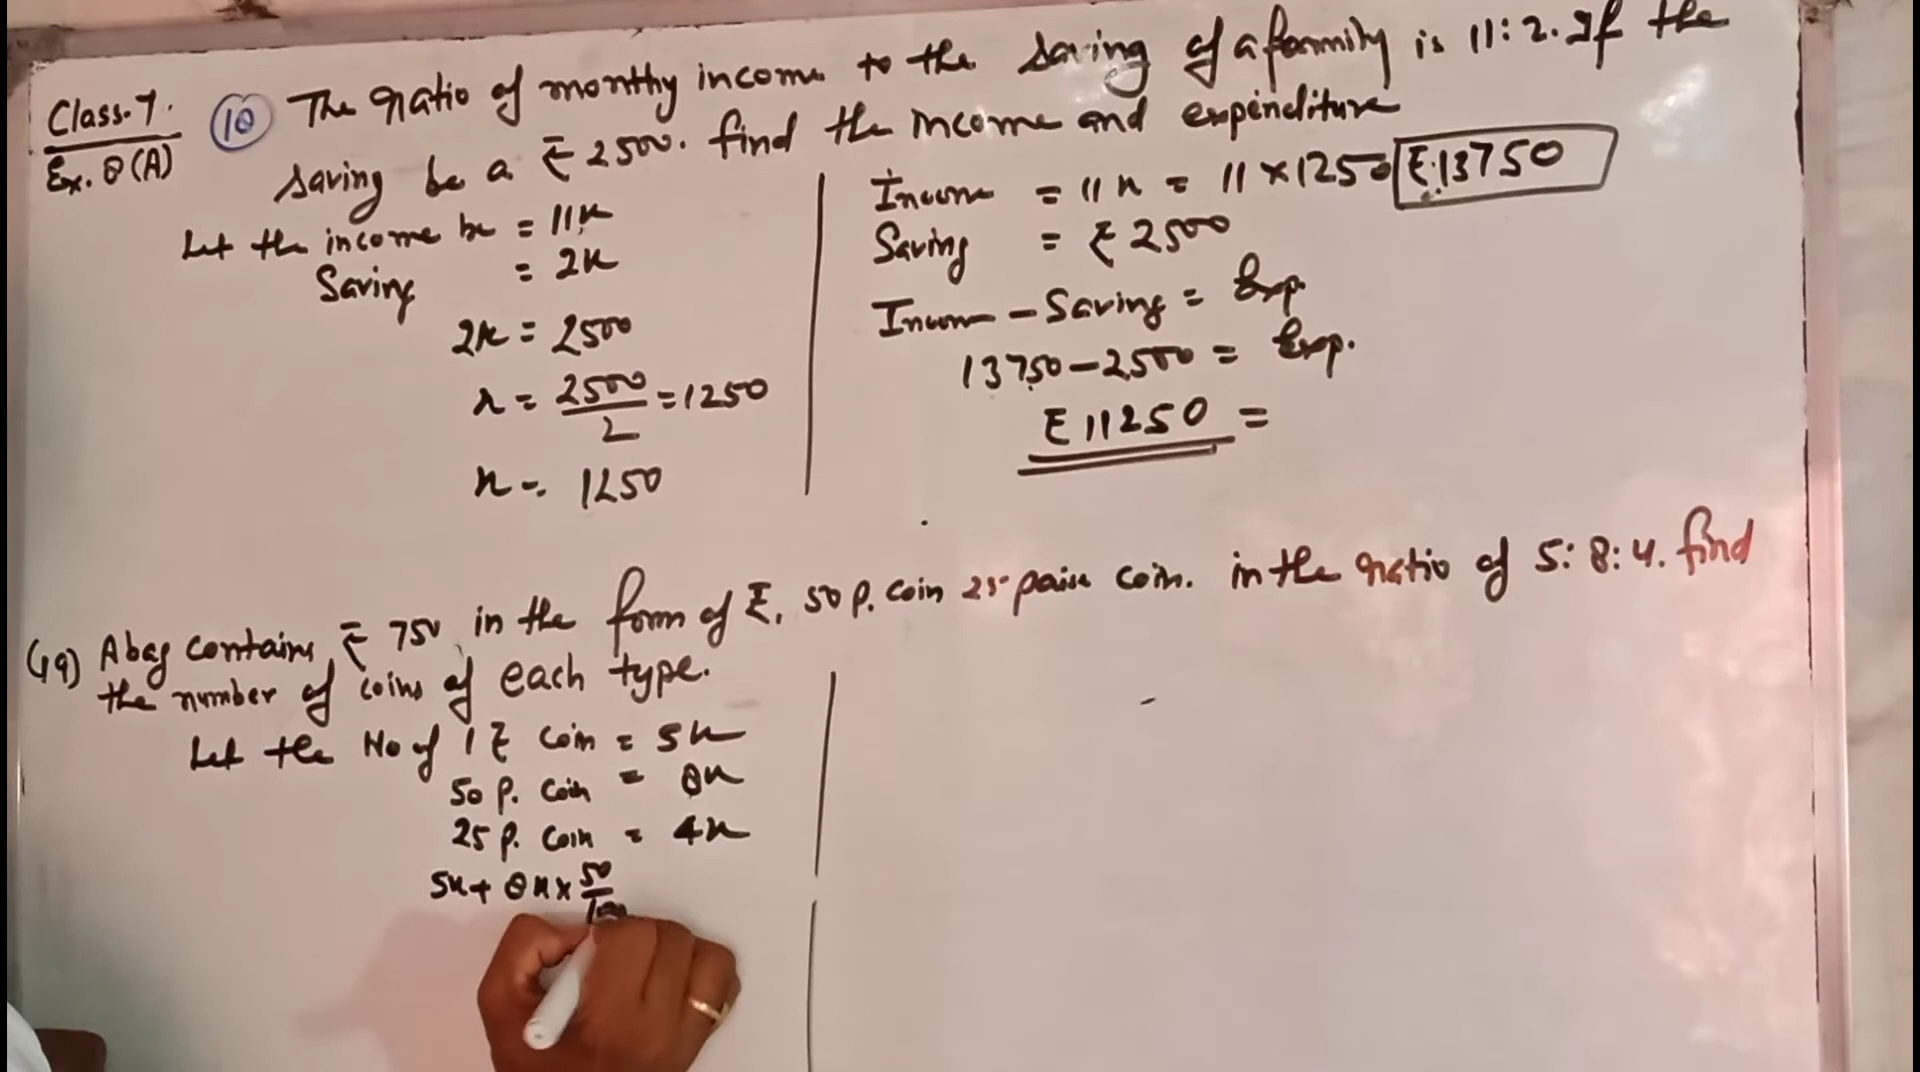 Class-7.
Ex. 8(A)
(18) The ratio of monthy income to the saving of a fammily is 11:2. If the
saving be a ₹ 2500. find the income and expenditure
Let the income be = 11x
Saving = 2x
2x = 2500
x = 2500/2 = 1250
x = 1250
Income = 11x = 11×1250 ₹.13750
Saving = ₹ 2500
Income - Saving = Exp.
13750-2500 = Exp.
₹ 11250 =
(19) A bag contains ₹ 750 in the form of ₹, 50 p. coin 25 paise coin. in the ratio of 5:8:4. find
the number of coins of each type.
Let the No of 1 ₹ coin = 5x
50 p. coin = 8x
25 p. coin = 4x
5x+ 8x× 50/100